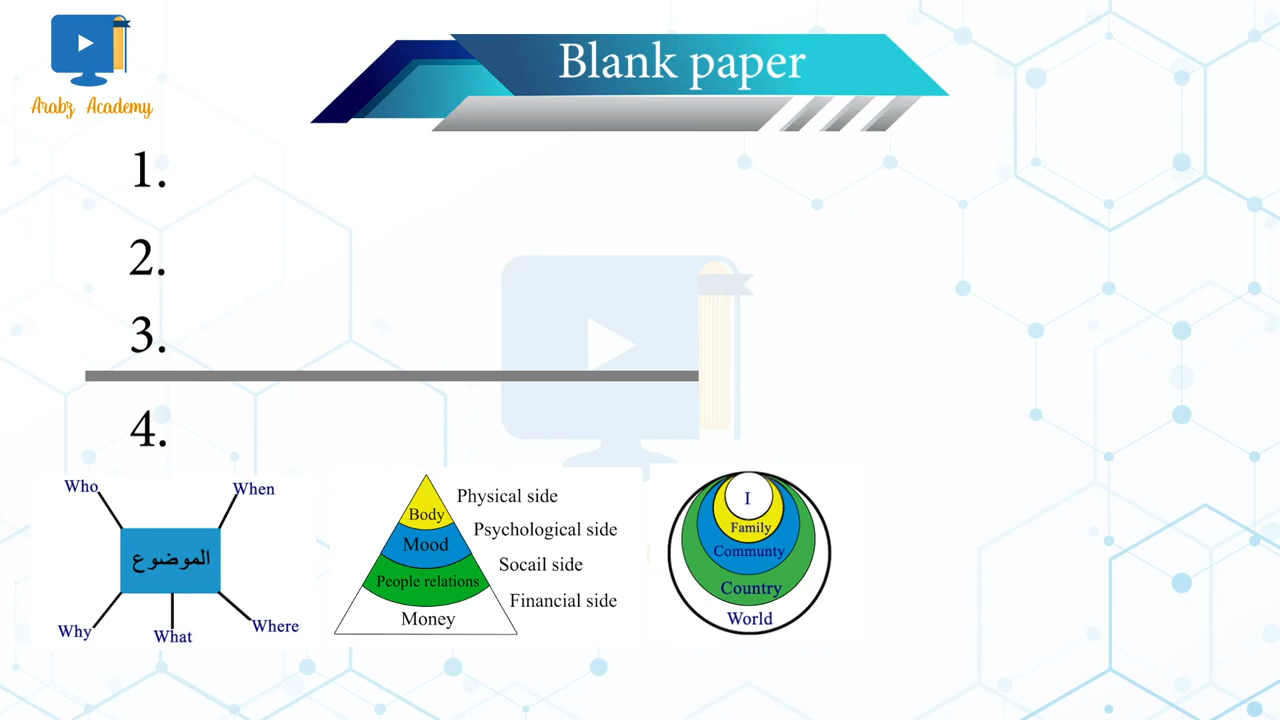 Arabz Academy
Blank paper
1.
2.
3.
4.
Who
When
الموضوع
Why
What
Where
Body
Mood
People relations
Money
Physical side
Psychological side
Socail side
Financial side
I
Family
Communty
Country
World